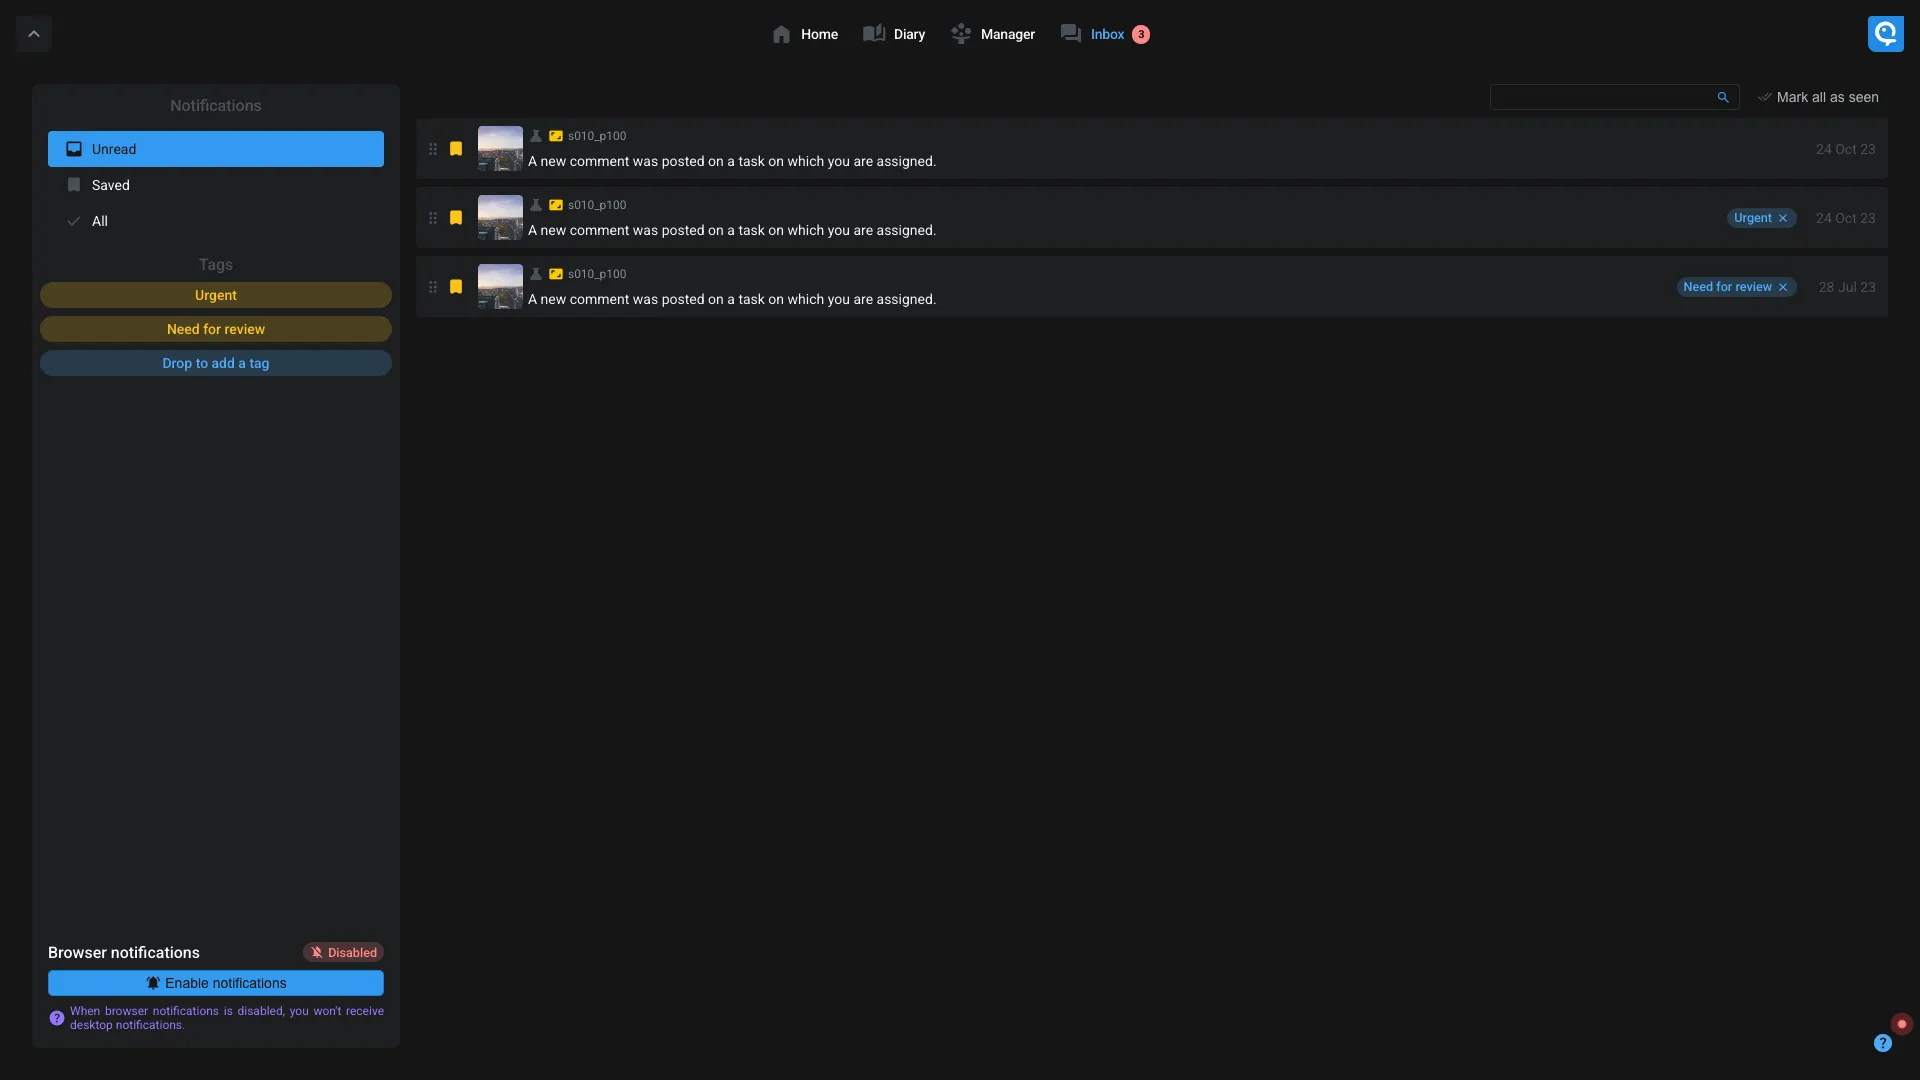 Home
Diary
Manager
Inbox
3
Notifications
Unread
Saved
All
Tags
Urgent
Need for review
Drop to add a tag
Browser notifications
Disabled
Enable notifications
?
When browser notifications is disabled, you won't receive
desktop notifications.
Mark all as seen
s010_p100
A new comment was posted on a task on which you are assigned.
24 Oct 23
s010_p100
A new comment was posted on a task on which you are assigned.
Urgent
24 Oct 23
s010_p100
A new comment was posted on a task on which you are assigned.
Need for review
28 Jul 23
?